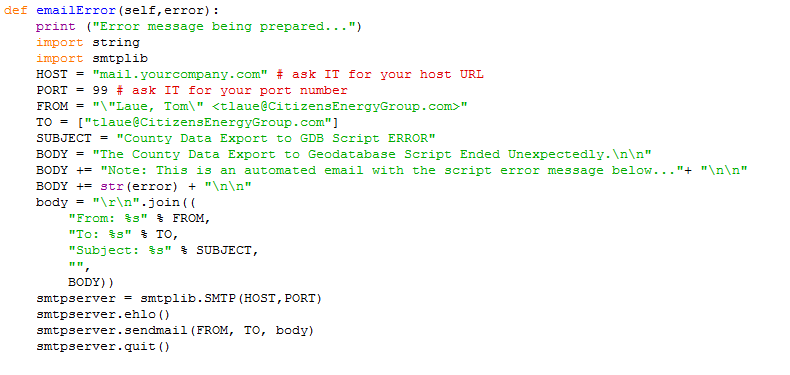 def emailError(self,error):
    print ("Error message being prepared...")
    import string
    import smtplib
    HOST = "mail.yourcompany.com" # ask IT for your host URL
    PORT = 99 # ask IT for your port number
    FROM = "\"Laue, Tom\" <tlaue@CitizensEnergyGroup.com>"
    TO = ["tlaue@CitizensEnergyGroup.com"]
    SUBJECT = "County Data Export to GDB Script ERROR"
    BODY = "The County Data Export to Geodatabase Script Ended Unexpectedly.\n\n"
    BODY += "Note: This is an automated email with the script error message below..."+ "\n\n"
    BODY += str(error) + "\n\n"
    body = "\r\n".join((
        "From: %s" % FROM,
        "To: %s" % TO,
        "Subject: %s" % SUBJECT,
        "",
        BODY))
    smtpserver = smtplib.SMTP(HOST,PORT)
    smtpserver.ehlo()
    smtpserver.sendmail(FROM, TO, body)
    smtpserver.quit()